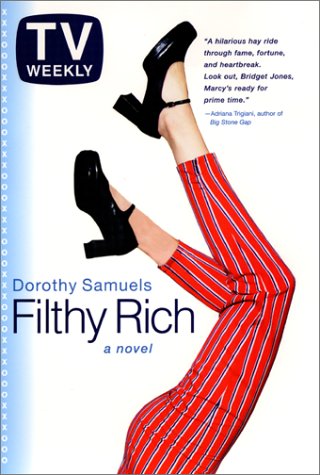 TV
WEEKLY
"A hilarious hay ride
through fame, fortune,
and heartbreak.
Look out, Bridget Jones,
Marcy's ready for
prime time."
—Adriana Trigiani, author of
Big Stone Gap
Dorothy Samuels
Filthy Rich
a novel